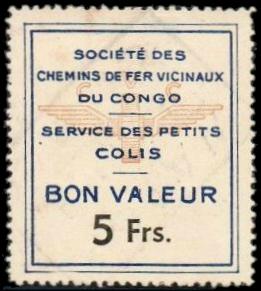 SOCIÉTÉ DES
CHEMINS DE FER VICINAUX
DU CONGO
SERVICE DES PETITS
COLIS
BON VALEUR
5 Frs.